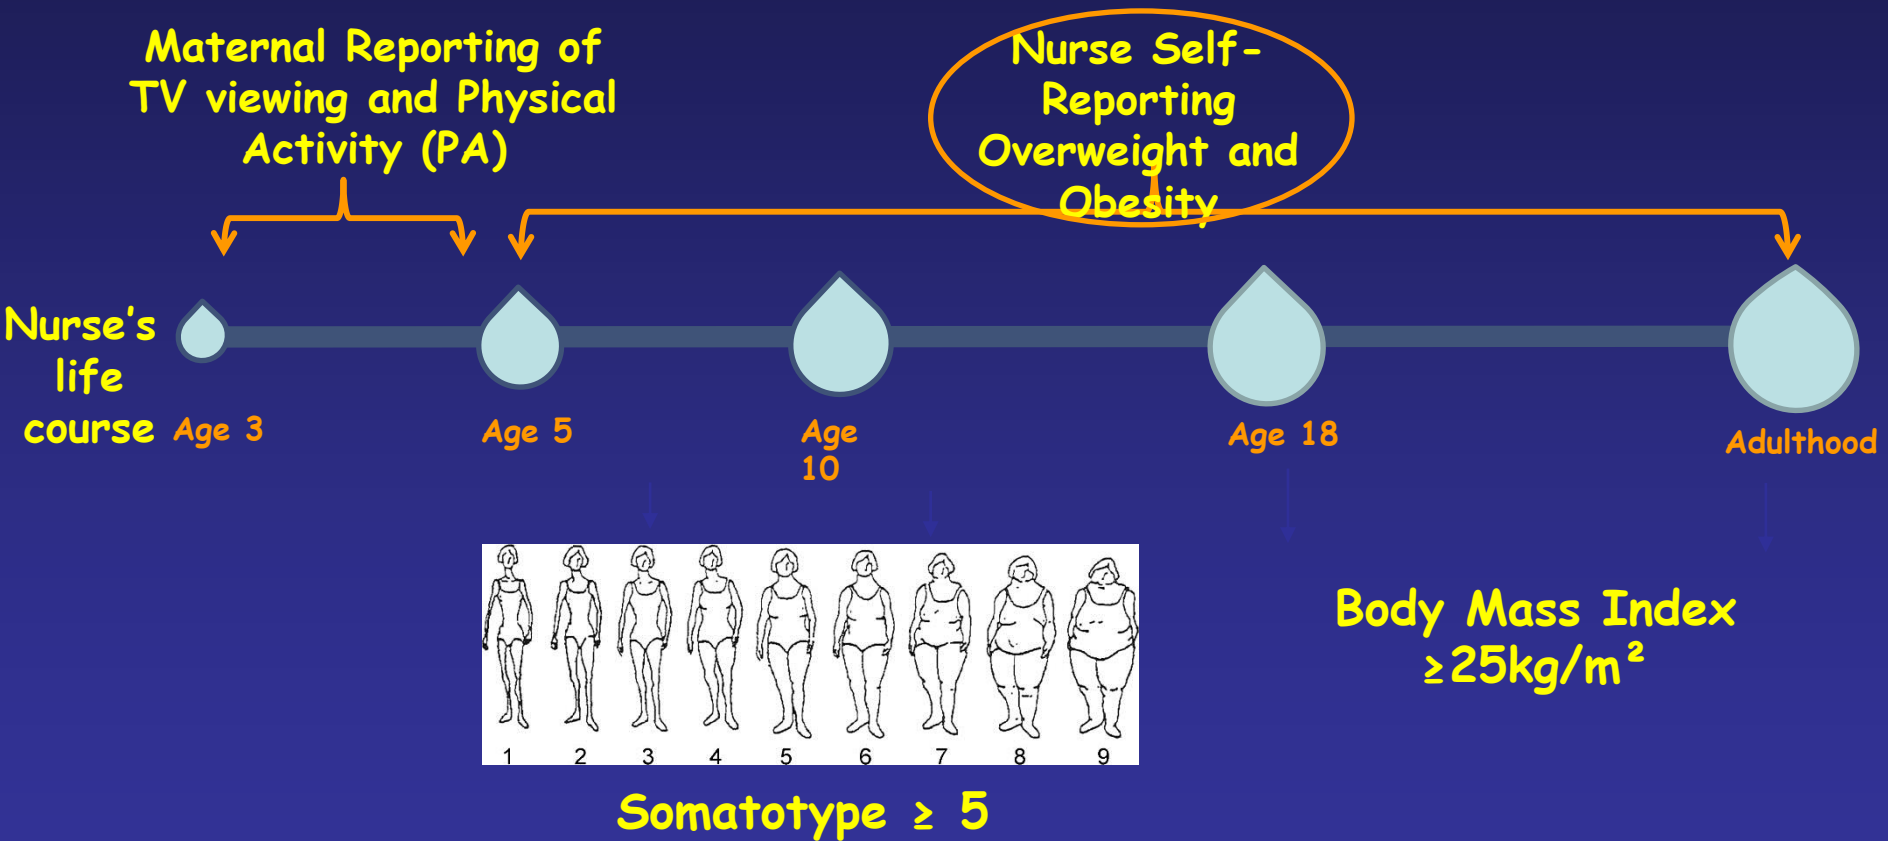 Maternal Reporting of
TV viewing and Physical
Activity (PA)
Nurse Self-
Reporting
Overweight and
Obesity
Nurse's
life
course
Age 3
Age 5
Age
10
Age 18
Adulthood
1 2 3 4 5 6 7 8 9
Somatotype ≥ 5
Body Mass Index
≥25kg/m²